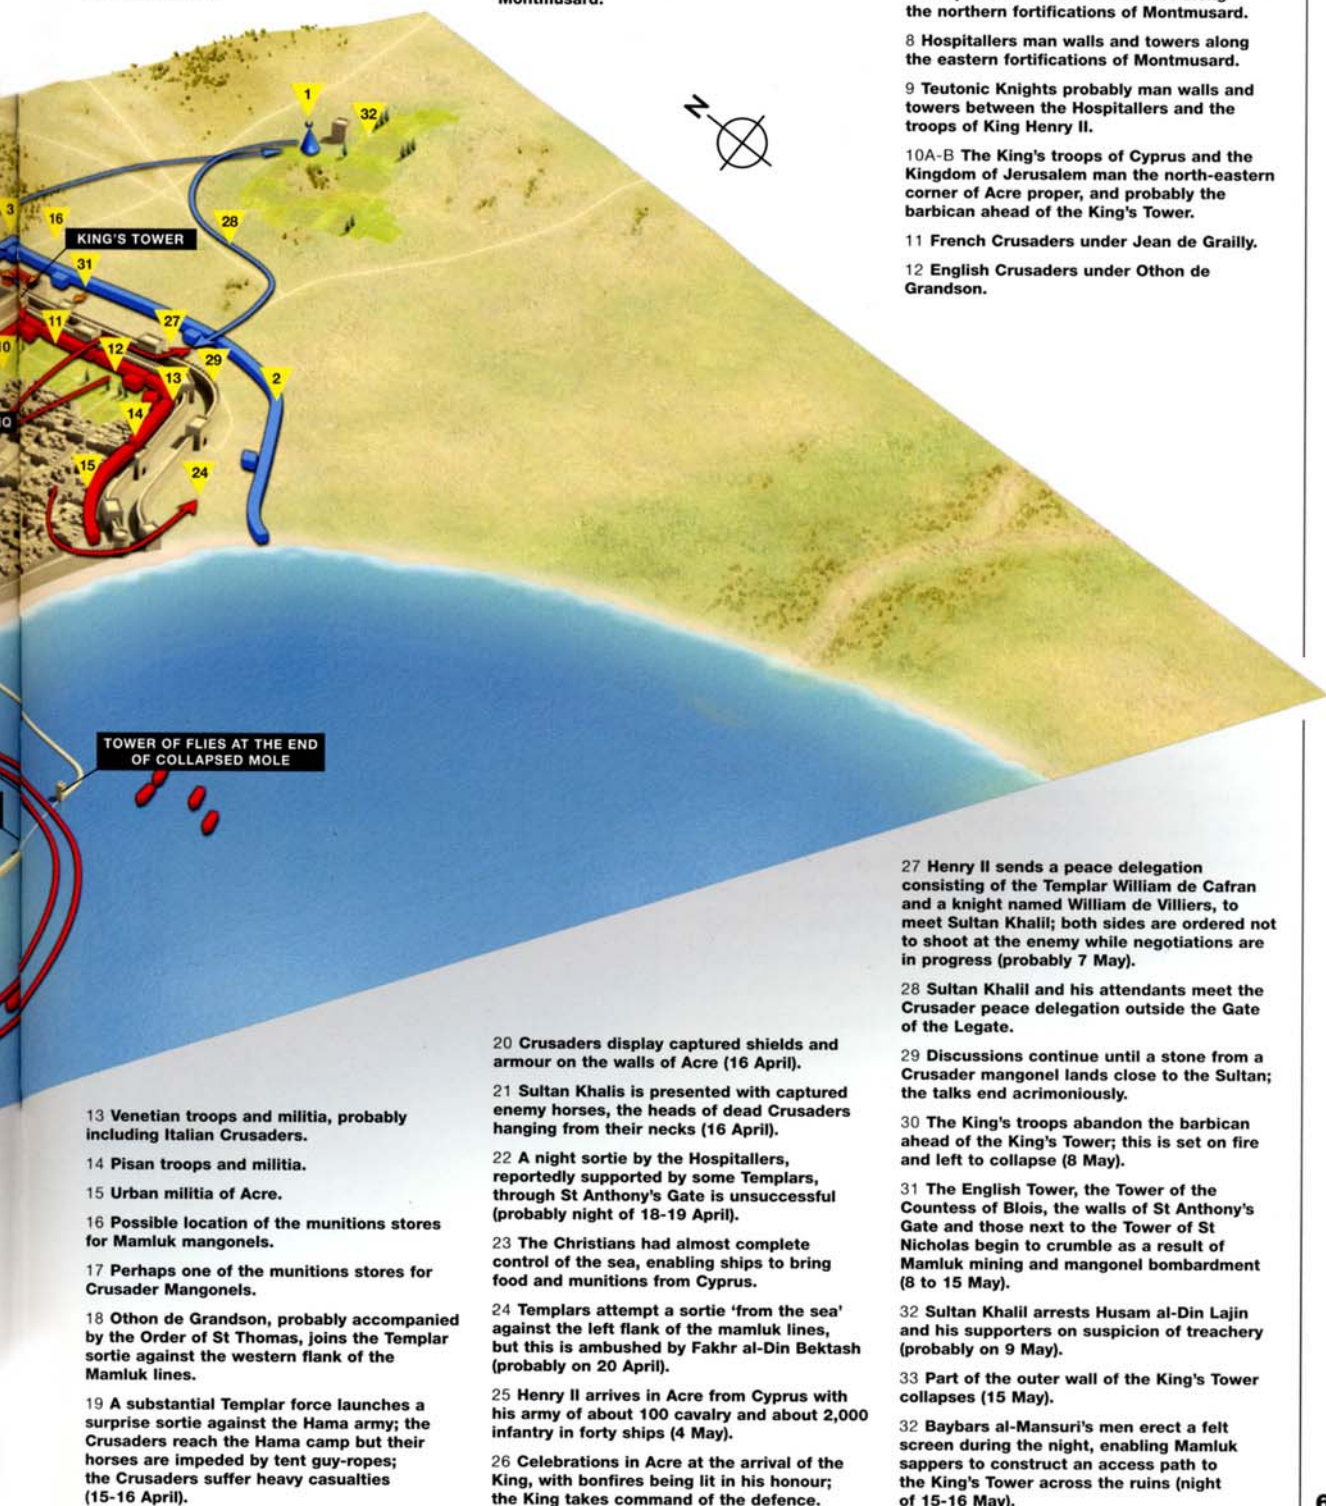 Montmusard.
the northern fortifications of Montmusard.
8 Hospitallers man walls and towers along
the eastern fortifications of Montmusard.
9 Teutonic Knights probably man walls and
towers between the Hospitallers and the
troops of King Henry II.
10A-B The King's troops of Cyprus and the
Kingdom of Jerusalem man the north-eastern
corner of Acre proper, and probably the
barbican ahead of the King's Tower.
11 French Crusaders under Jean de Grailly.
12 English Crusaders under Othon de
Grandson.
N
1
32
3
16
28
KING'S TOWER
31
11
27
12
29
13
2
14
15
24
TOWER OF FLIES AT THE END
OF COLLAPSED MOLE
13 Venetian troops and militia, probably
including Italian Crusaders.
14 Pisan troops and militia.
15 Urban militia of Acre.
16 Possible location of the munitions stores
for Mamluk mangonels.
17 Perhaps one of the munitions stores for
Crusader Mangonels.
18 Othon de Grandson, probably accompanied
by the Order of St Thomas, joins the Templar
sortie against the western flank of the
Mamluk lines.
19 A substantial Templar force launches a
surprise sortie against the Hama army; the
Crusaders reach the Hama camp but their
horses are impeded by tent guy-ropes;
the Crusaders suffer heavy casualties
(15-16 April).
20 Crusaders display captured shields and
armour on the walls of Acre (16 April).
21 Sultan Khalis is presented with captured
enemy horses, the heads of dead Crusaders
hanging from their necks (16 April).
22 A night sortie by the Hospitallers,
reportedly supported by some Templars,
through St Anthony's Gate is unsuccessful
(probably night of 18-19 April).
23 The Christians had almost complete
control of the sea, enabling ships to bring
food and munitions from Cyprus.
24 Templars attempt a sortie 'from the sea'
against the left flank of the mamluk lines,
but this is ambushed by Fakhr al-Din Bektash
(probably on 20 April).
25 Henry II arrives in Acre from Cyprus with
his army of about 100 cavalry and about 2,000
infantry in forty ships (4 May).
26 Celebrations in Acre at the arrival of the
King, with bonfires being lit in his honour;
the King takes command of the defence.
27 Henry II sends a peace delegation
consisting of the Templar William de Cafran
and a knight named William de Villiers, to
meet Sultan Khalil; both sides are ordered not
to shoot at the enemy while negotiations are
in progress (probably 7 May).
28 Sultan Khalil and his attendants meet the
Crusader peace delegation outside the Gate
of the Legate.
29 Discussions continue until a stone from a
Crusader mangonel lands close to the Sultan;
the talks end acrimoniously.
30 The King's troops abandon the barbican
ahead of the King's Tower; this is set on fire
and left to collapse (8 May).
31 The English Tower, the Tower of the
Countess of Blois, the walls of St Anthony's
Gate and those next to the Tower of St
Nicholas begin to crumble as a result of
Mamluk mining and mangonel bombardment
(8 to 15 May).
32 Sultan Khalil arrests Husam al-Din Lajin
and his supporters on suspicion of treachery
(probably on 9 May).
33 Part of the outer wall of the King's Tower
collapses (15 May).
32 Baybars al-Mansuri's men erect a felt
screen during the night, enabling Mamluk
sappers to construct an access path to
the King's Tower across the ruins (night
of 15-16 May).